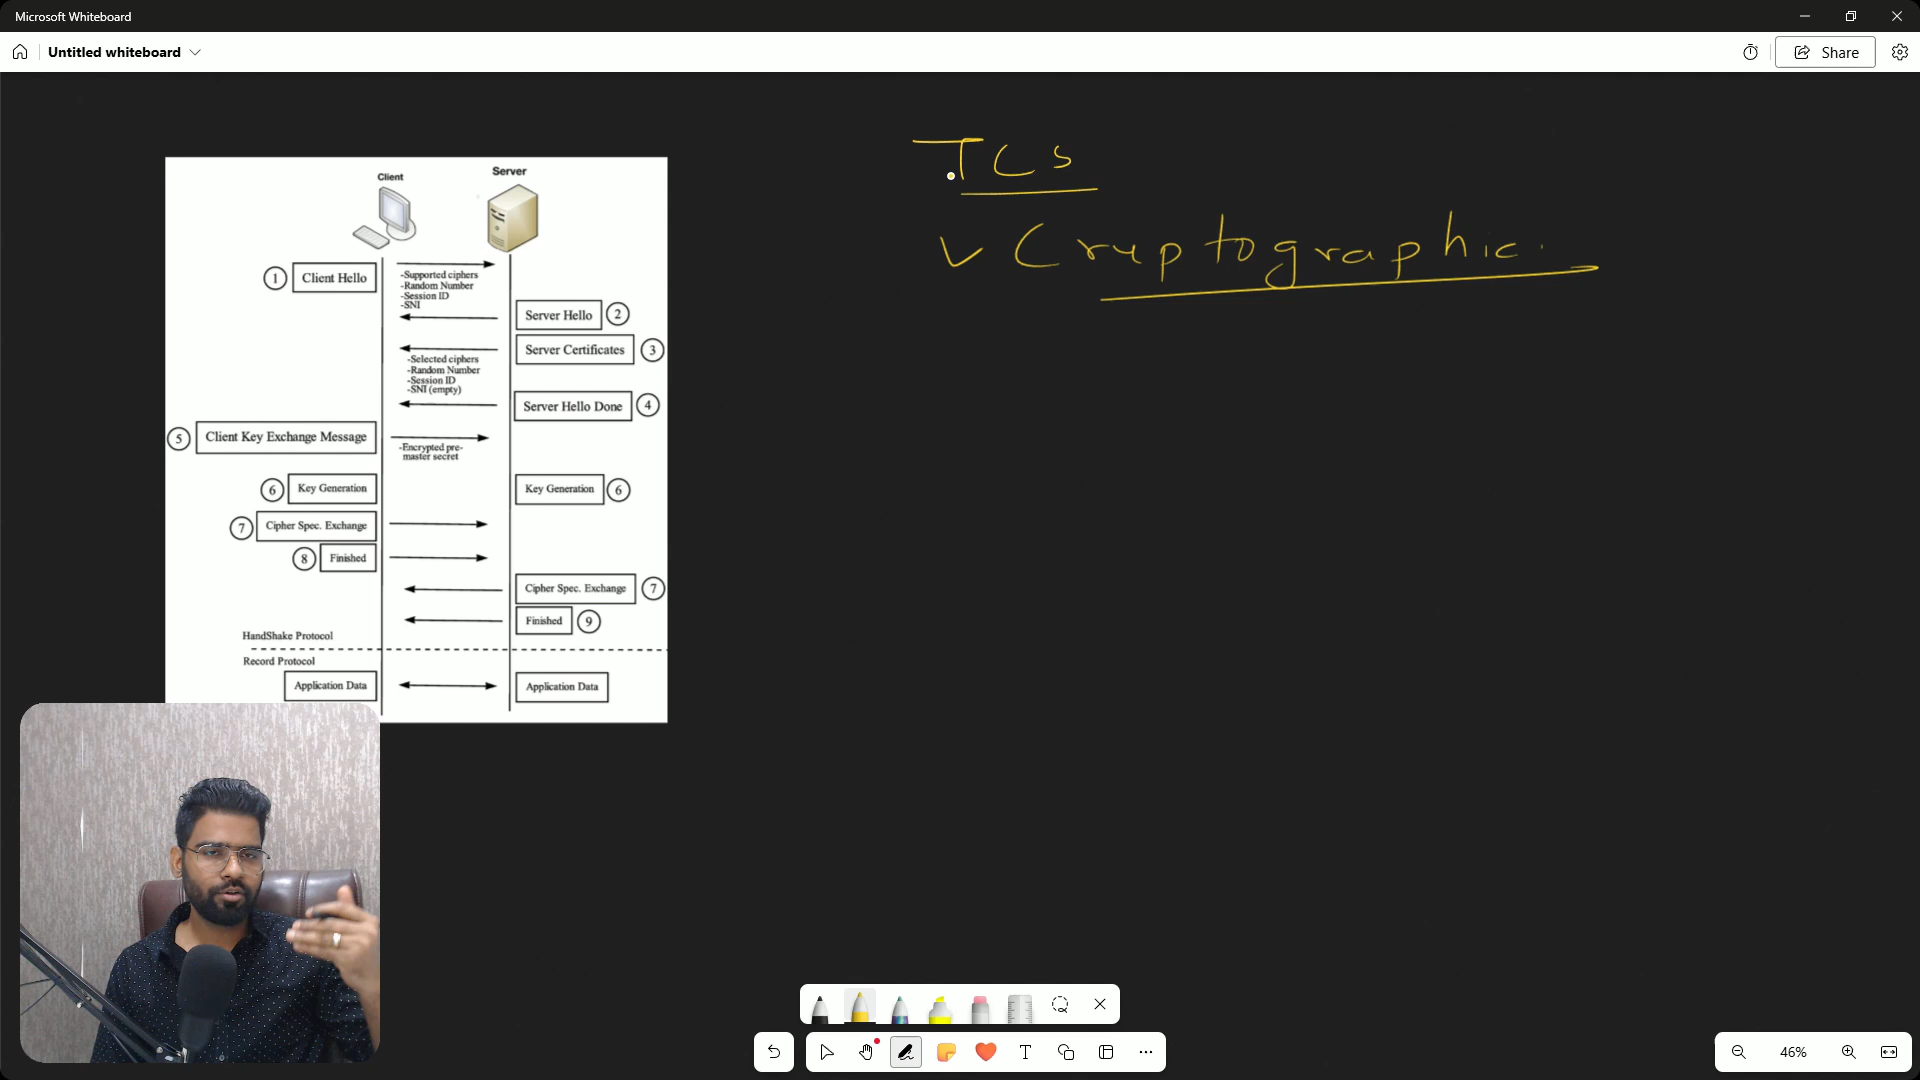 Microsoft Whiteboard
Untitled whiteboard
Share
Client
Server
1 Client Hello
-Supported ciphers
-Random Number
-Session ID
-SNI
Server Hello 2
Server Certificates 3
-Selected ciphers
-Random Number
-Session ID
-SNI (empty)
Server Hello Done 4
5 Client Key Exchange Message
-Encrypted pre-
master secret
6 Key Generation
Key Generation 6
7 Cipher Spec. Exchange
8 Finished
Cipher Spec. Exchange 7
Finished 9
HandShake Protocol
Record Protocol
Application Data
Application Data
TCS
Cryptographic.
46%